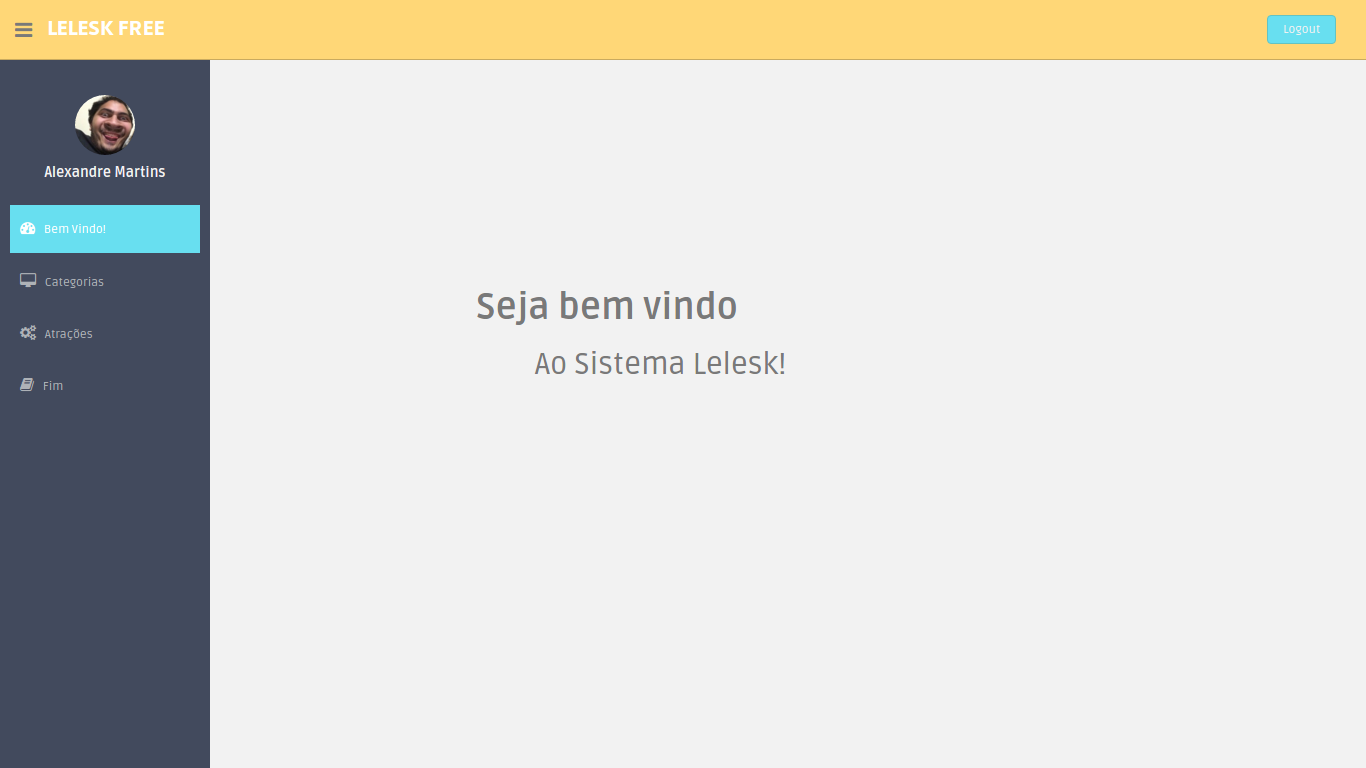 LELESK FREE
Logout
Alexandre Martins
Bem Vindo!
Categorias
Atrações
Fim
Seja bem vindo
Ao Sistema Lelesk!